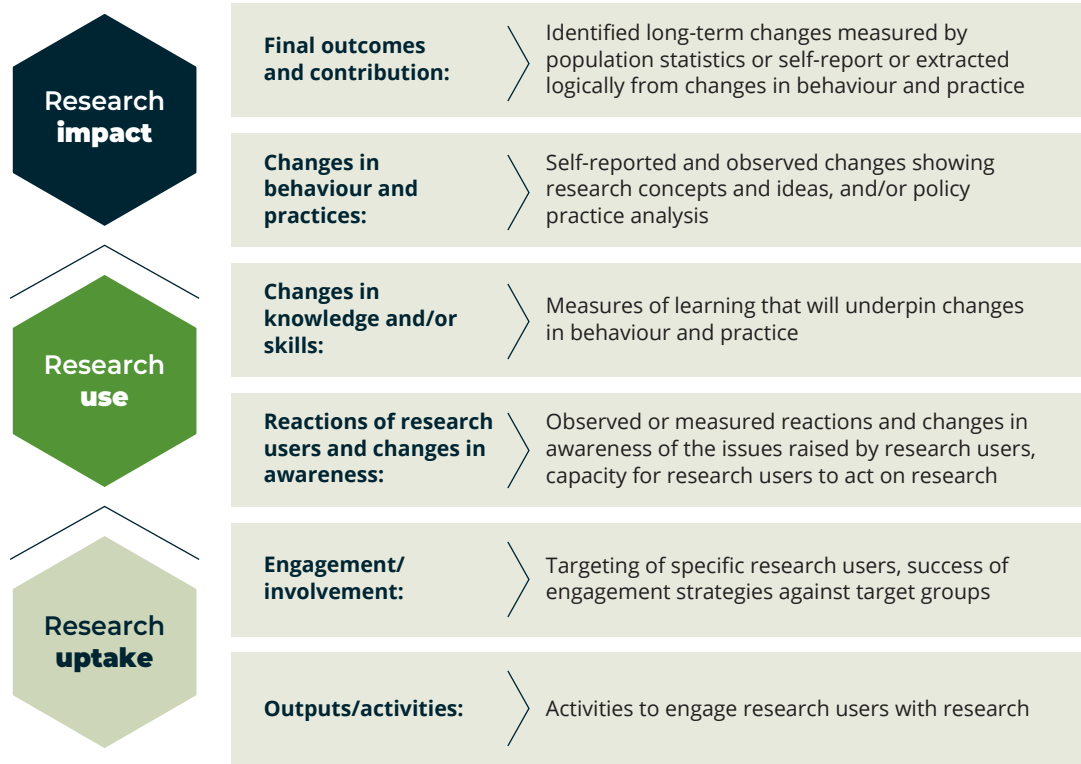 Research
impact
Final outcomes
and contribution:
Identified long-term changes measured by
population statistics or self-report or extracted
logically from changes in behaviour and practice
Changes in
behaviour and
practices:
Self-reported and observed changes showing
research concepts and ideas, and/or policy
practice analysis
Research
use
Changes in
knowledge and/or
skills:
Measures of learning that will underpin changes
in behaviour and practice
Reactions of research
users and changes in
awareness:
Observed or measured reactions and changes in
awareness of the issues raised by research users,
capacity for research users to act on research
Research
uptake
Engagement/
involvement:
Targeting of specific research users, success of
engagement strategies against target groups
Outputs/activities:
Activities to engage research users with research